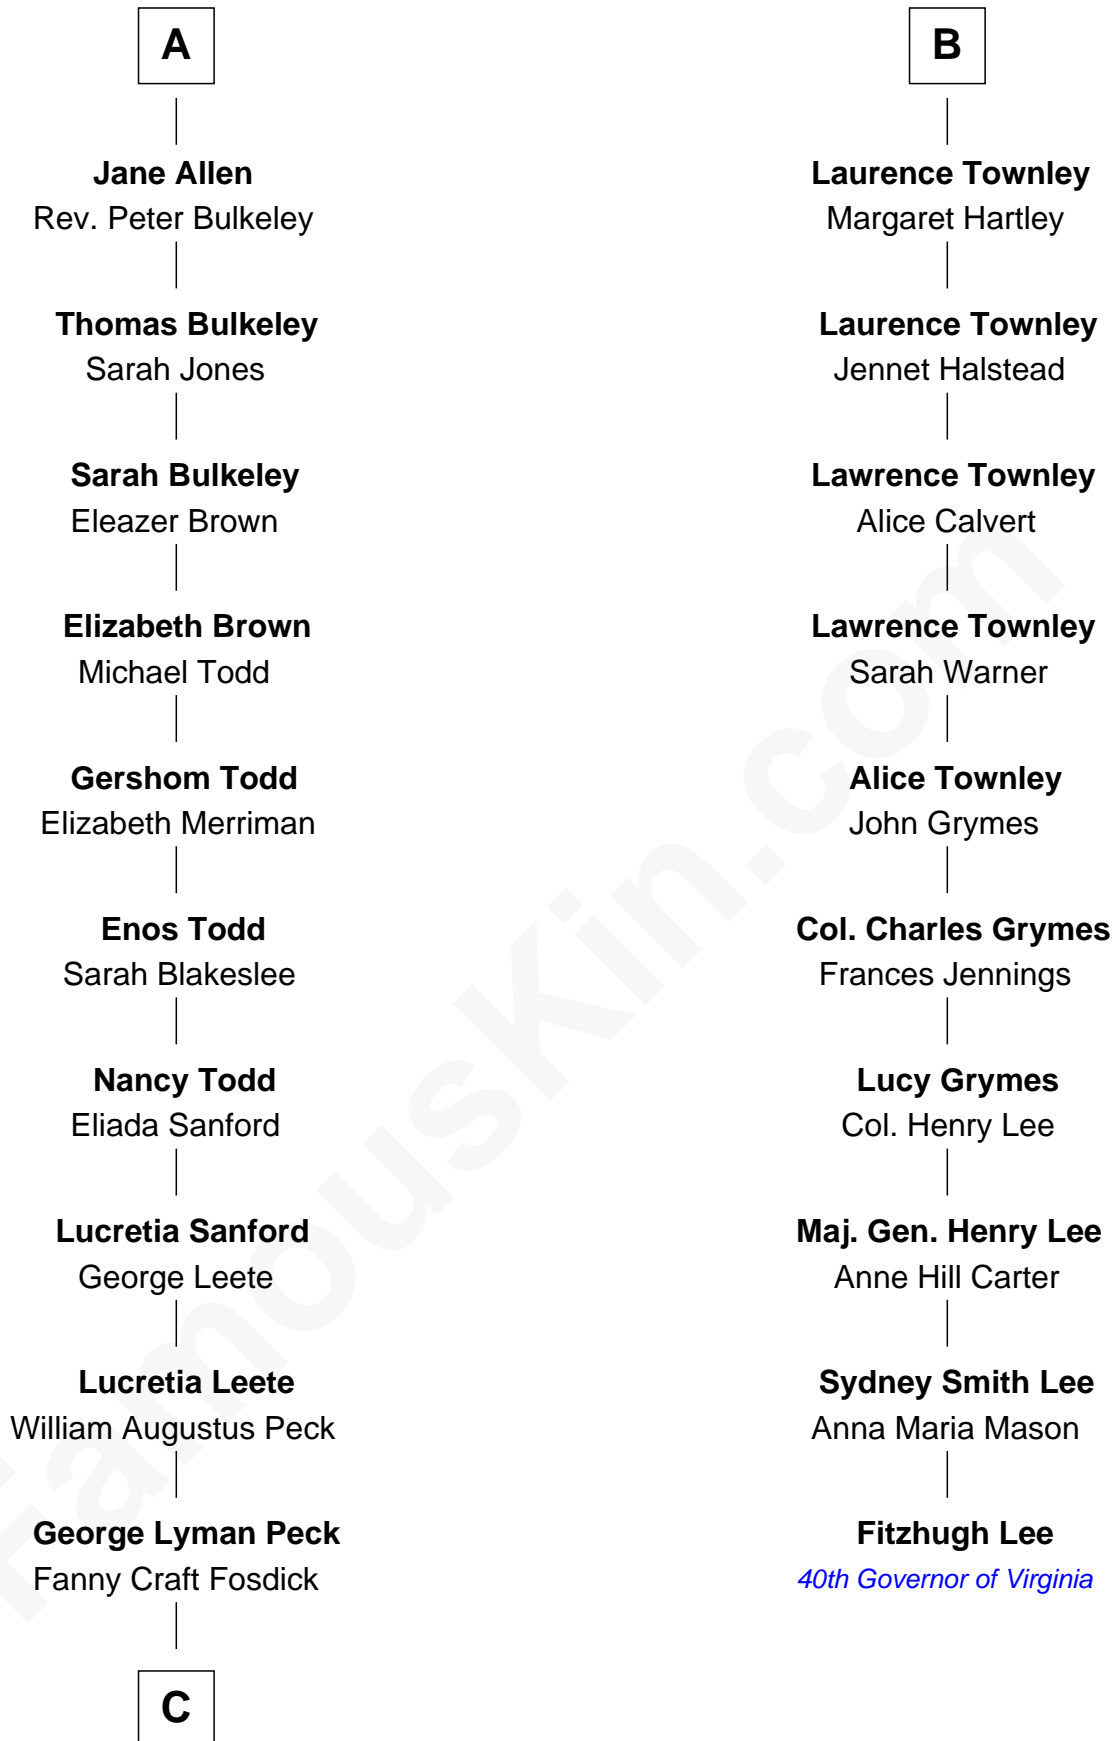 A
Jane Allen
Rev. Peter Bulkeley
Thomas Bulkeley
Sarah Jones
Sarah Bulkeley
Eleazer Brown
Elizabeth Brown
Michael Todd
Gershom Todd
Elizabeth Merriman
Enos Todd
Sarah Blakeslee
Nancy Todd
Eliada Sanford
Lucretia Sanford
George Leete
Lucretia Leete
William Augustus Peck
George Lyman Peck
Fanny Craft Fosdick
C
B
Laurence Townley
Margaret Hartley
Laurence Townley
Jennet Halstead
Lawrence Townley
Alice Calvert
Lawrence Townley
Sarah Warner
Alice Townley
John Grymes
Col. Charles Grymes
Frances Jennings
Lucy Grymes
Col. Henry Lee
Maj. Gen. Henry Lee
Anne Hill Carter
Sydney Smith Lee
Anna Maria Mason
Fitzhugh Lee
40th Governor of Virginia
FamousKin.com